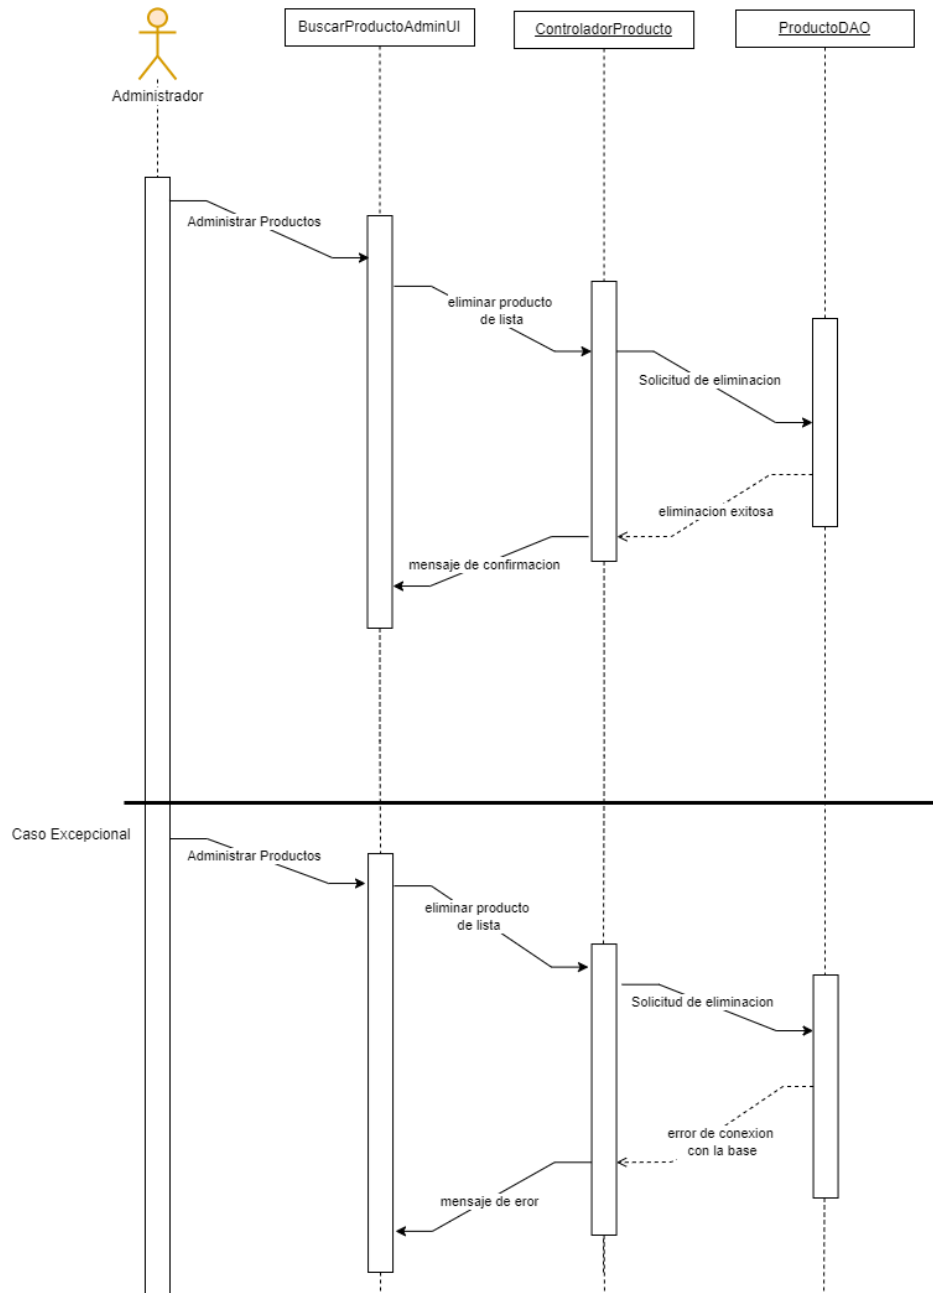 BuscarProductoAdminUI
ControladorProducto
ProductoDAO
Administrador
Administrar Productos
eliminar producto
de lista
Solicitud de eliminacion
eliminacion exitosa
mensaje de confirmacion
Caso Excepcional
Administrar Productos
eliminar producto
de lista
Solicitud de eliminacion
error de conexion
con la base
mensaje de eror